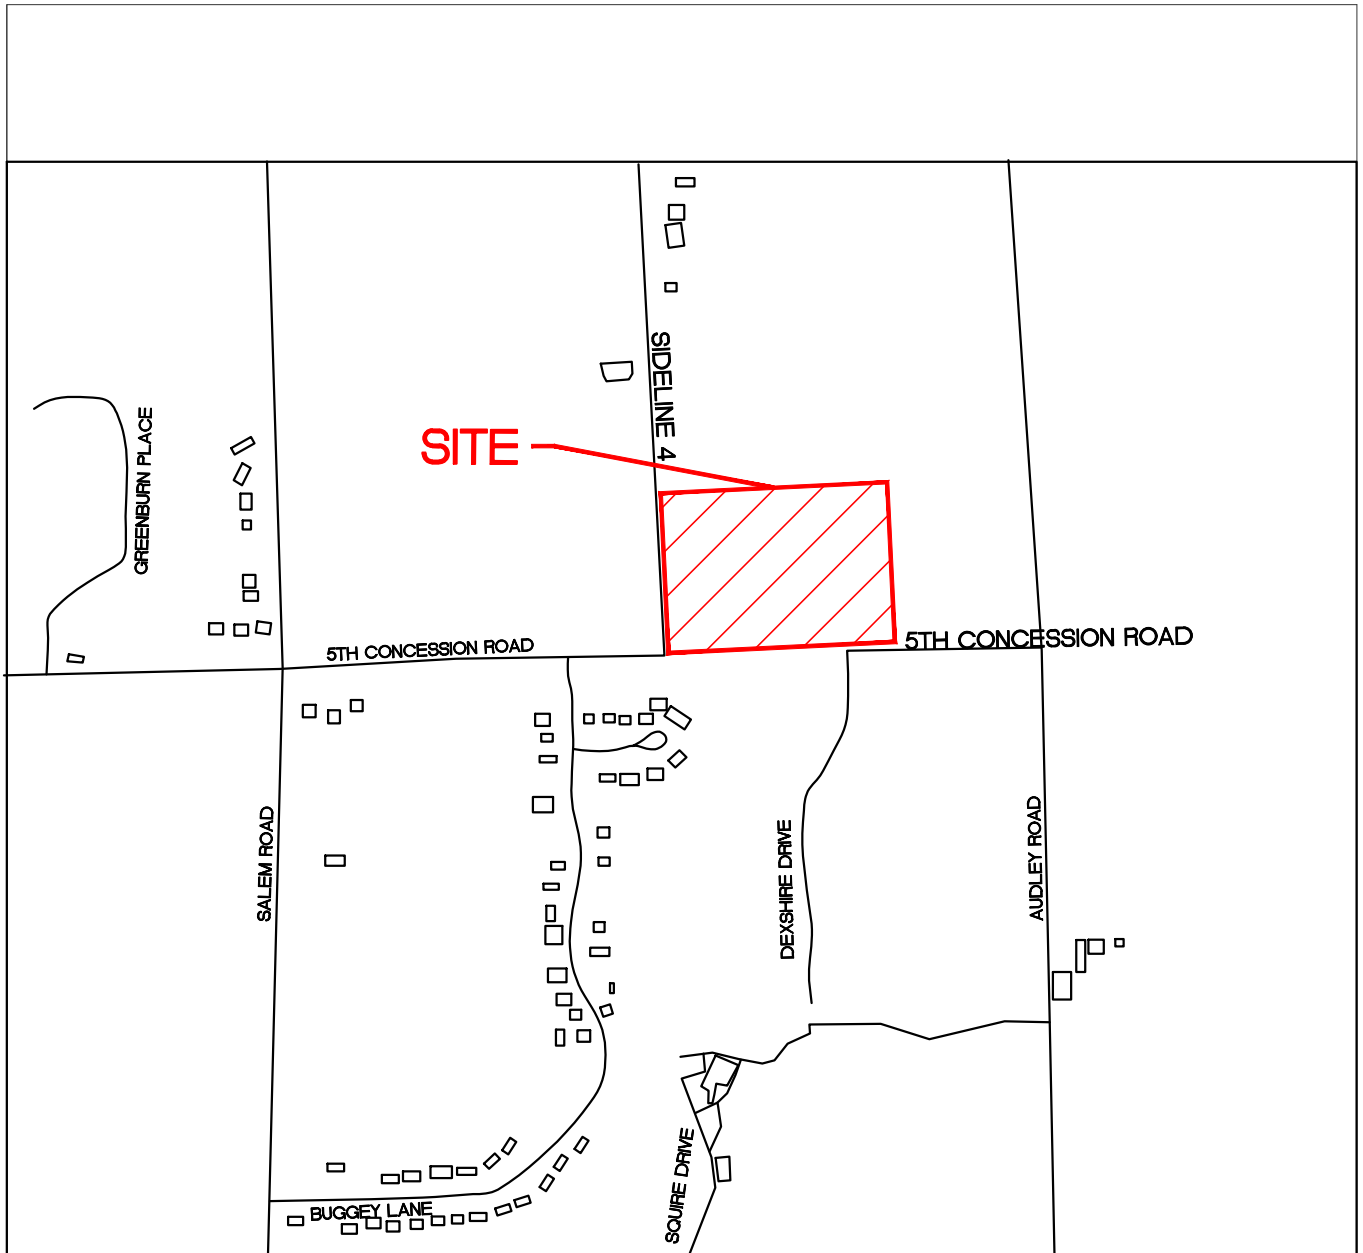 SIDELINE 4
SITE
GREENBURN PLACE
5TH CONCESSION ROAD
5TH CONCESSION ROAD
SALEM ROAD
DEXSHIRE DRIVE
AUDLEY ROAD
SQUIRE DRIVE
BUGGEY LANE